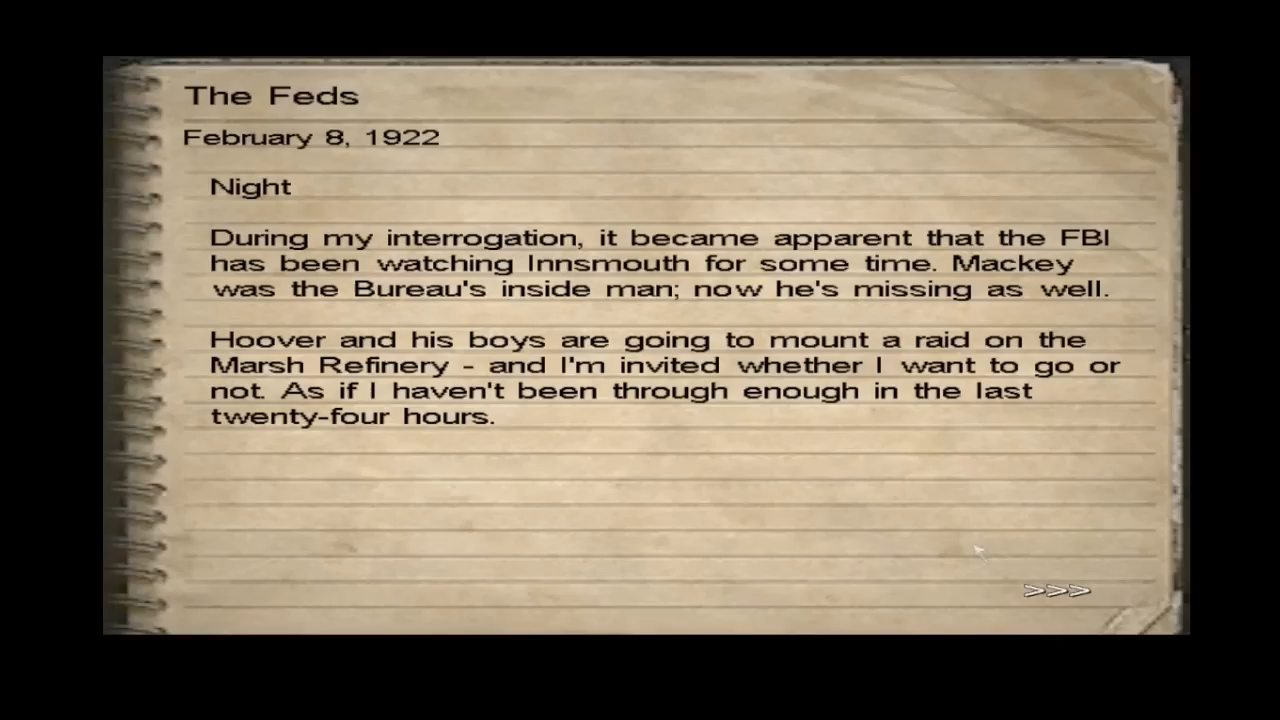 The Feds
February 8, 1922
Night
During my interrogation, it became apparent that the FBI
has been watching Innsmouth for some time. Mackey
was the Bureau's inside man; now he's missing as well.
Hoover and his boys are going to mount a raid on the
Marsh Refinery - and I'm invited whether I want to go or
not. As if I haven't been through enough in the last
twenty-four hours.
>>>